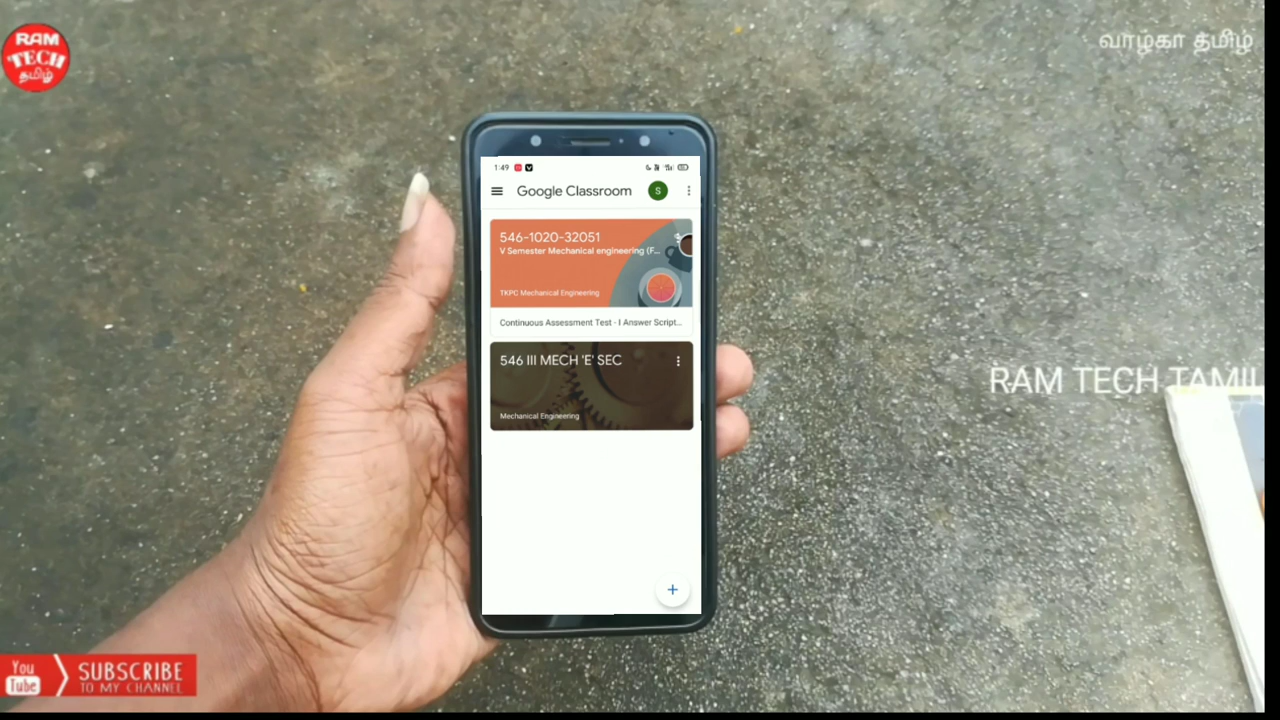 RAM
TECH
தமிழ்
வாழ்கா தமிழ்
1:49
Google Classroom
S
546-1020-32051
V Semester Mechanical engineering (F...
TKPC Mechanical Engineering
Continuous Assessment Test - I Answer Script...
546 III MECH 'E' SEC
Mechanical Engineering
RAM TECH TAMIL
You
Tube
SUBSCRIBE
TO MY CHANNEL